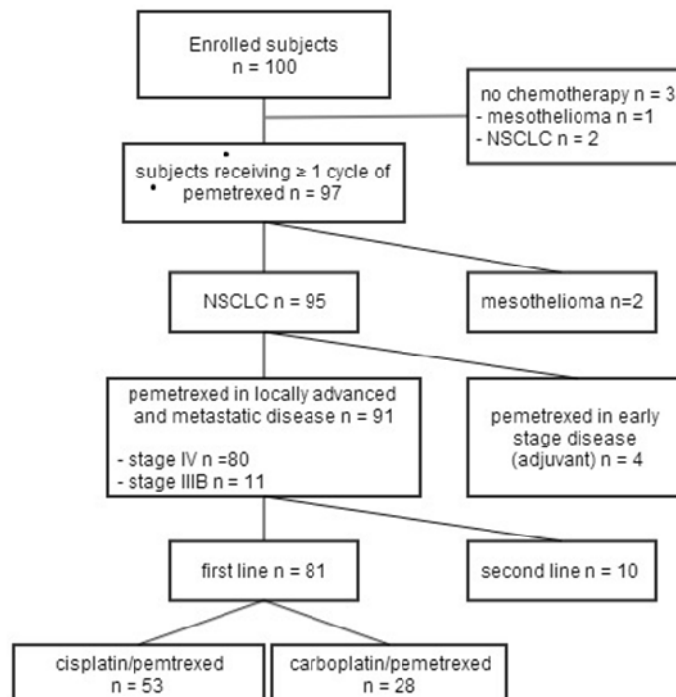 Enrolled subjects
n = 100
no chemotherapy n = 3
- mesothelioma n =1
- NSCLC n = 2
subjects receiving ≥ 1 cycle of
pemetrexed n = 97
NSCLC n = 95
mesothelioma n=2
pemetrexed in locally advanced
and metastatic disease n = 91
- stage IV n =80
- stage IIIB n = 11
pemetrexed in early
stage disease
(adjuvant) n = 4
first line n = 81
second line n = 10
cisplatin/pemtrexed
n = 53
carboplatin/pemetrexed
n = 28